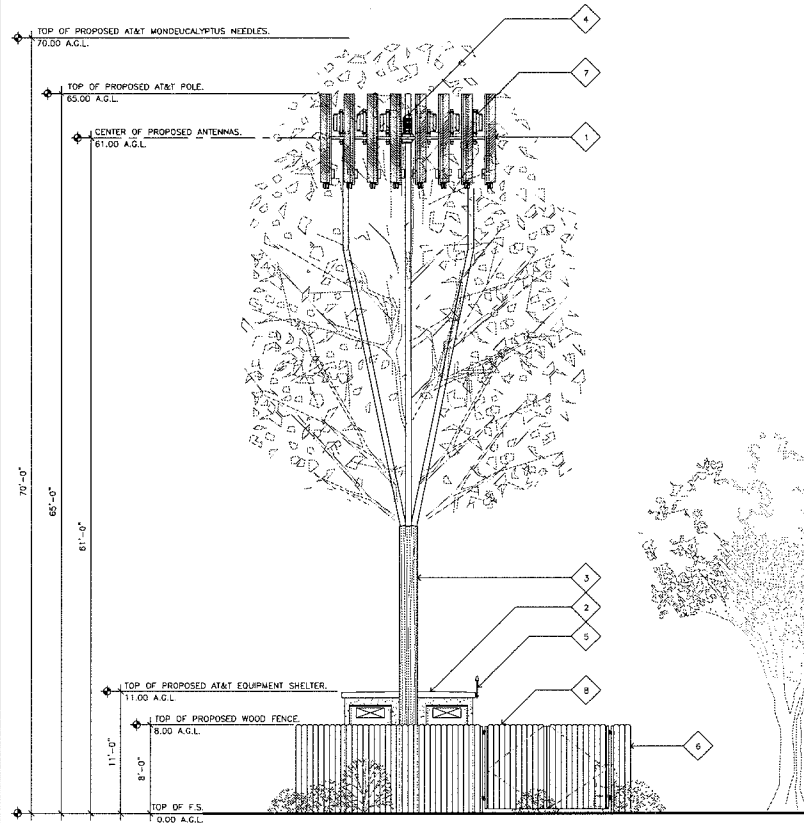 4
TOP OF PROPOSED AT&T MONDEUCALYPTUS NEEDLES.
70.00 A.G.L.
7
TOP OF PROPOSED AT&T POLE.
65.00 A.G.L.
1
CENTER OF PROPOSED ANTENNAS.
61.00 A.G.L.
70'-0"
65'-0"
61'-0"
3
2
5
TOP OF PROPOSED AT&T EQUIPMENT SHELTER.
11.00 A.G.L.
8
TOP OF PROPOSED WOOD FENCE.
8.00 A.G.L.
6
11'-0"
8'-0"
TOP OF F.S.
0.00 A.G.L.